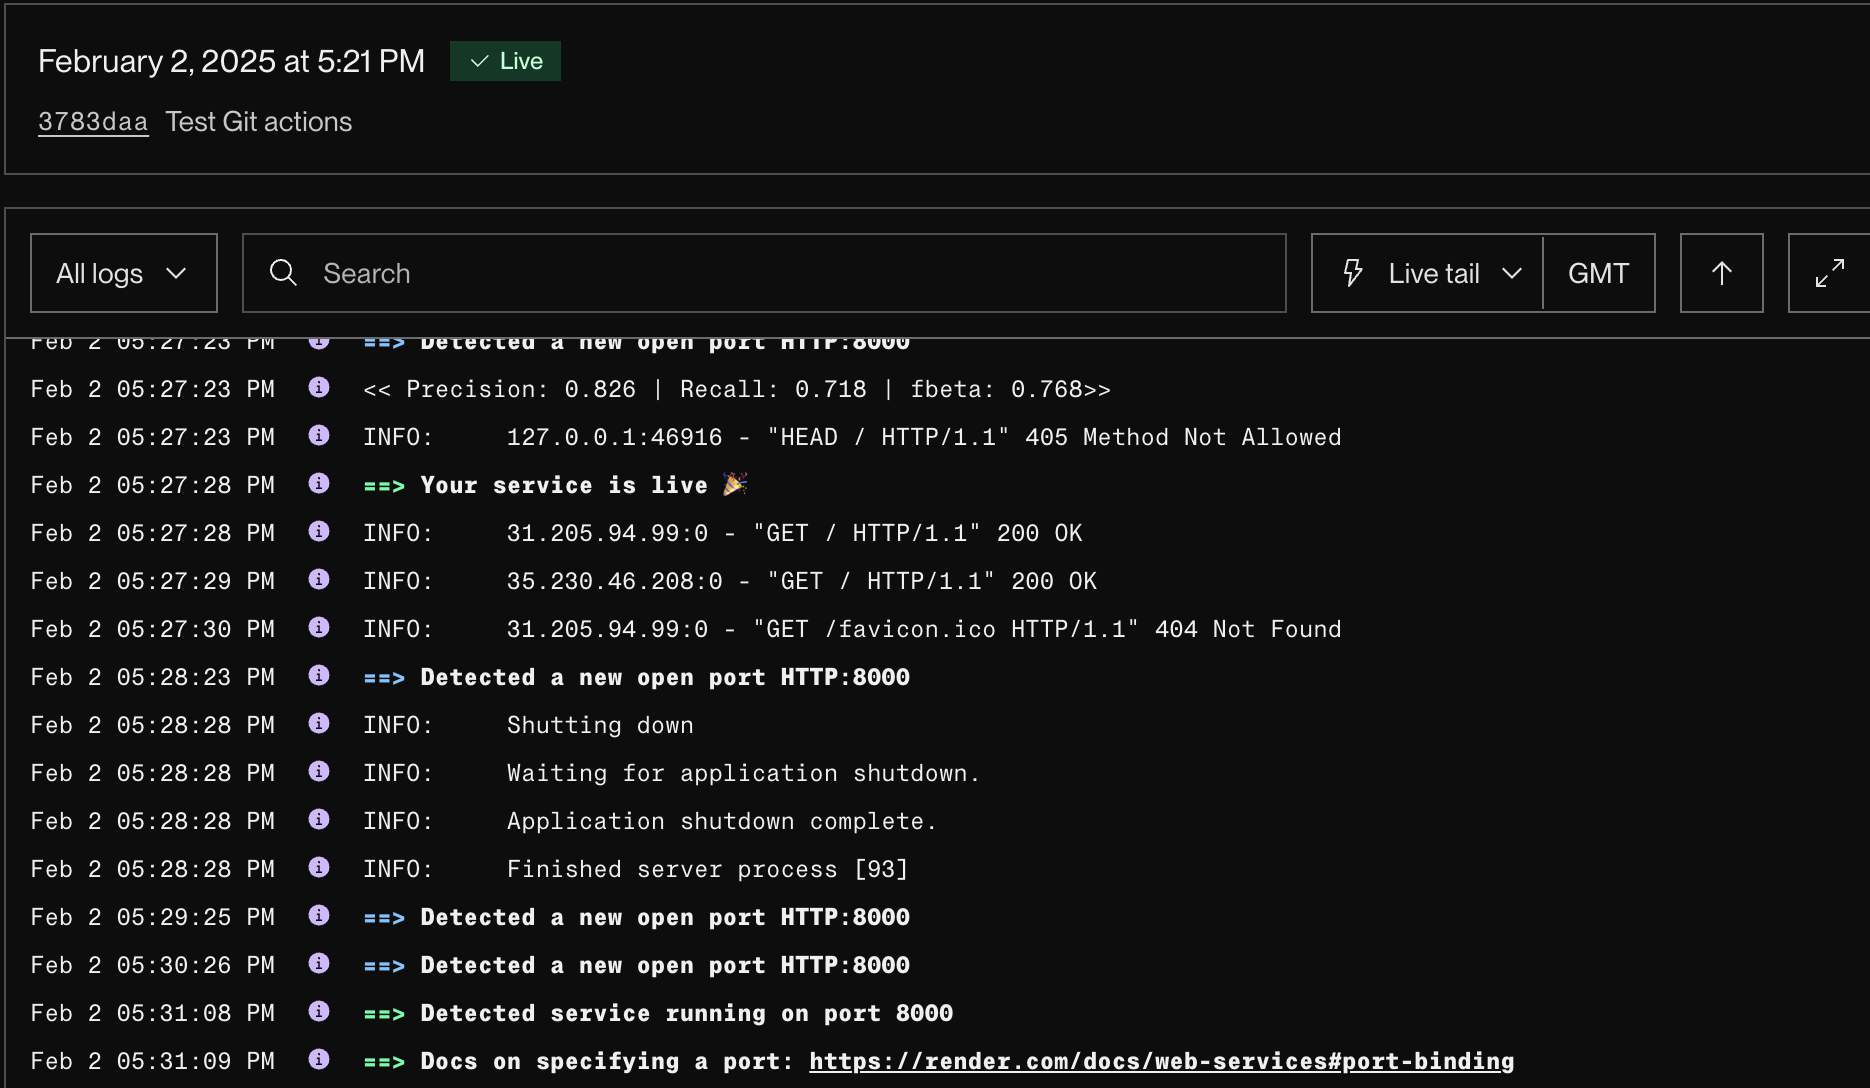 February 2, 2025 at 5:21 PM Live
3783daa Test Git actions
All logs Search Live tail GMT
Feb 2 05:27:23 PM ==> Detected a new open port HTTP:8000
Feb 2 05:27:23 PM << Precision: 0.826 | Recall: 0.718 | fbeta: 0.768>>
Feb 2 05:27:23 PM INFO: 127.0.0.1:46916 - "HEAD / HTTP/1.1" 405 Method Not Allowed
Feb 2 05:27:28 PM ==> Your service is live 🎉
Feb 2 05:27:28 PM INFO: 31.205.94.99:0 - "GET / HTTP/1.1" 200 OK
Feb 2 05:27:29 PM INFO: 35.230.46.208:0 - "GET / HTTP/1.1" 200 OK
Feb 2 05:27:30 PM INFO: 31.205.94.99:0 - "GET /favicon.ico HTTP/1.1" 404 Not Found
Feb 2 05:28:23 PM ==> Detected a new open port HTTP:8000
Feb 2 05:28:28 PM INFO: Shutting down
Feb 2 05:28:28 PM INFO: Waiting for application shutdown.
Feb 2 05:28:28 PM INFO: Application shutdown complete.
Feb 2 05:28:28 PM INFO: Finished server process [93]
Feb 2 05:29:25 PM ==> Detected a new open port HTTP:8000
Feb 2 05:30:26 PM ==> Detected a new open port HTTP:8000
Feb 2 05:31:08 PM ==> Detected service running on port 8000
Feb 2 05:31:09 PM ==> Docs on specifying a port: https://render.com/docs/web-services#port-binding